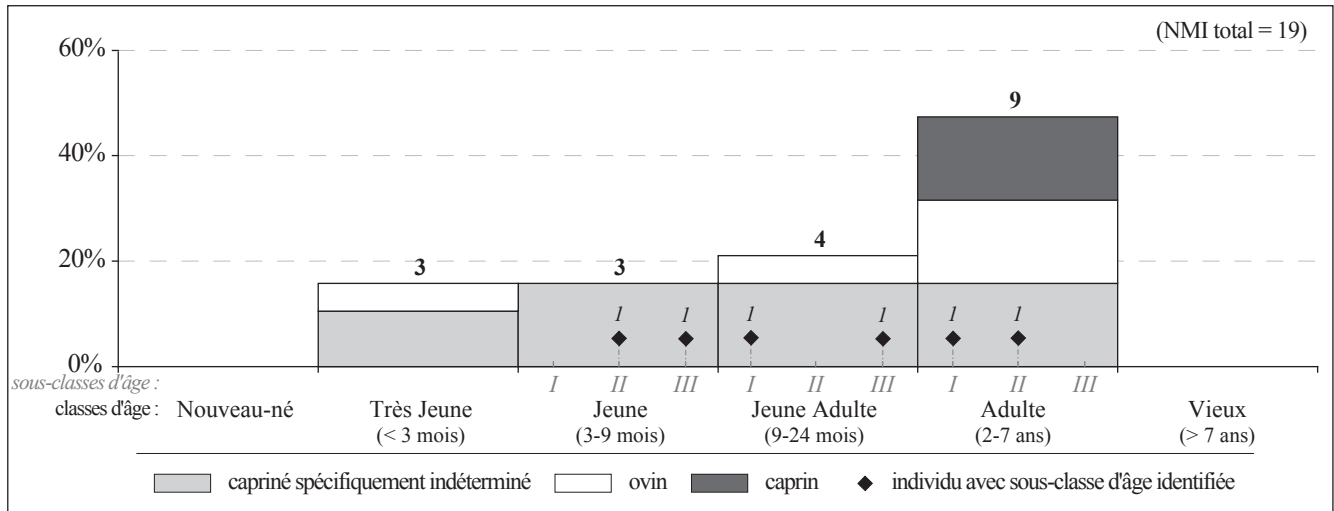 (NMI total = 19)
60%
9
40%
4
20%
3
3
1
1
1
1
1
1
0%
sous-classes d'âge :
I
II
III
I
II
III
I
II
III
classes d'âge :
Nouveau-né
Très Jeune
Jeune
Jeune Adulte
Adulte
Vieux
(< 3 mois)
(3-9 mois)
(9-24 mois)
(2-7 ans)
(> 7 ans)
capriné spécifiquement indéterminé
ovin
caprin
individu avec sous-classe d'âge identifiée